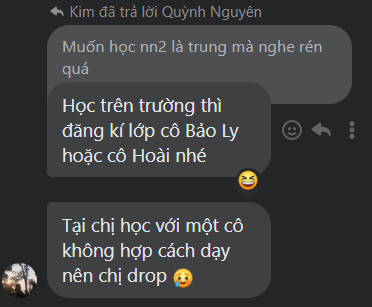 Kim đã trả lời Quỳnh Nguyên
Muốn học nn2 là trung mà nghe rén
quá
Học trên trường thì
đăng kí lớp cô Bảo Ly
hoặc cô Hoài nhé
Tại chị học với một cô
không hợp cách dạy
nên chị drop 😥